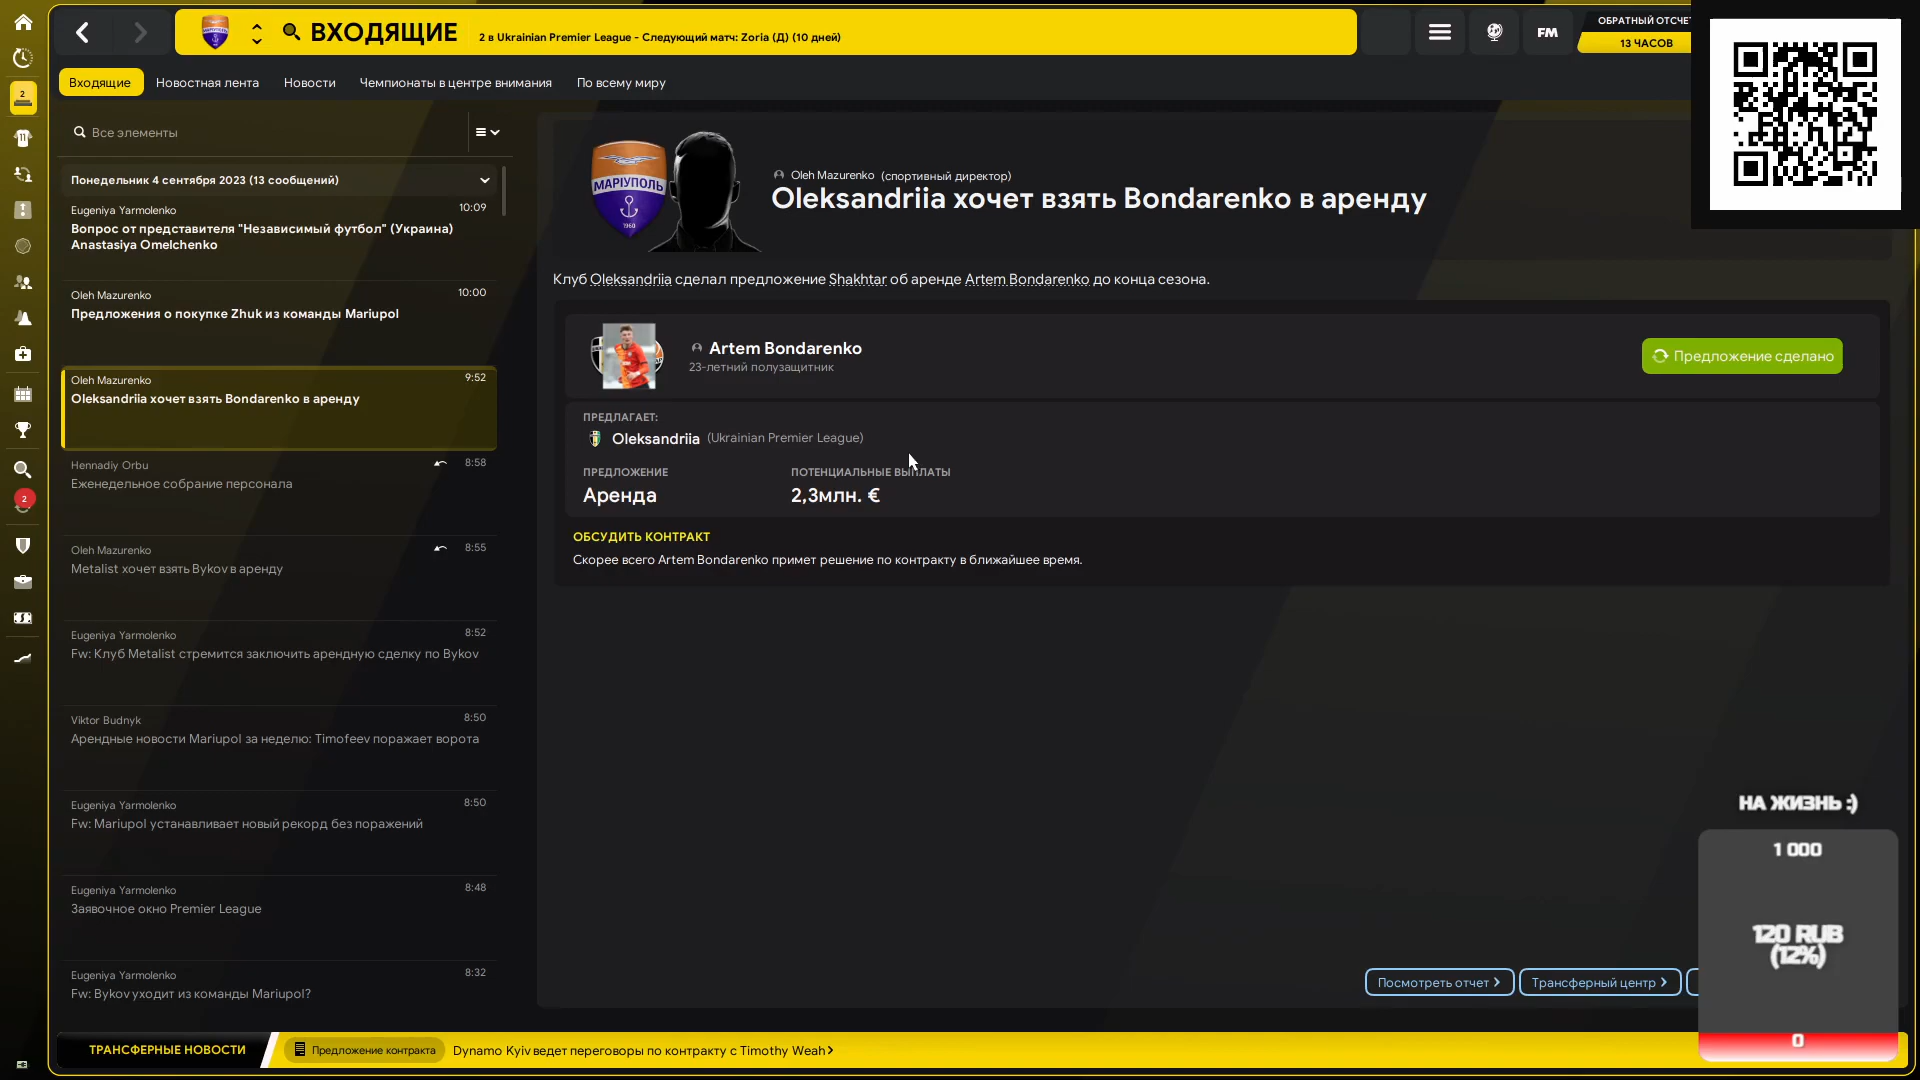 ВХОДЯЩИЕ
2 в Ukrainian Premier League - Следующий матч: Zoria (Д) (10 дней)
FM
ОБРАТНЫЙ ОТСЧЕТ
13 ЧАСОВ
Входящие
Новостная лента
Новости
Чемпионаты в центре внимания
По всему миру
2
11
2
Все элементы
Понедельник 4 сентября 2023 (13 сообщений)
Eugeniya Yarmolenko
10:09
Вопрос от представителя "Независимый футбол" (Украина)
Anastasiya Omelchenko
Oleh Mazurenko
10:00
Предложения о покупке Zhuk из команды Mariupol
Oleh Mazurenko
9:52
Oleksandriia хочет взять Bondarenko в аренду
Hennadiy Orbu
8:58
Еженедельное собрание персонала
Oleh Mazurenko
8:55
Metalist хочет взять Bykov в аренду
Eugeniya Yarmolenko
8:52
Fw: Клуб Metalist стремится заключить арендную сделку по Bykov
Viktor Budnyk
8:50
Арендные новости Mariupol за неделю: Timofeev поражает ворота
Eugeniya Yarmolenko
8:50
Fw: Mariupol устанавливает новый рекорд без поражений
Eugeniya Yarmolenko
8:48
Заявочное окно Premier League
Eugeniya Yarmolenko
8:32
Fw: Bykov уходит из команды Mariupol?
МАРІУПОЛЬ
1960
Oleh Mazurenko (спортивный директор)
Oleksandriia хочет взять Bondarenko в аренду
Клуб Oleksandriia сделал предложение Shakhtar об аренде Artem Bondarenko до конца сезона.
Artem Bondarenko
23-летний полузащитник
Предложение сделано
ПРЕДЛАГАЕТ:
Oleksandriia (Ukrainian Premier League)
ПРЕДЛОЖЕНИЕ
ПОТЕНЦИАЛЬНЫЕ ВЫПЛАТЫ
Аренда
2,3млн. €
ОБСУДИТЬ КОНТРАКТ
Скорее всего Artem Bondarenko примет решение по контракту в ближайшее время.
Посмотреть отчет
Трансферный центр
НА ЖИЗНЬ :)
1 000
120 RUB
(12%)
0
ТРАНСФЕРНЫЕ НОВОСТИ
Предложение контракта
Dynamo Kyiv ведет переговоры по контракту с Timothy Weah